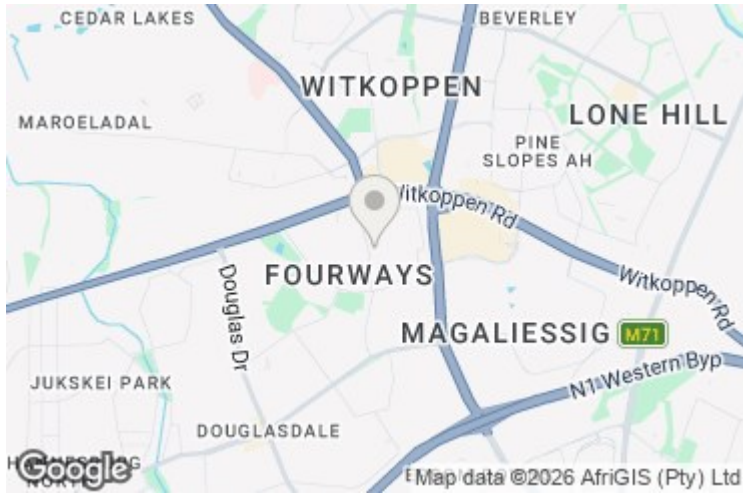 CEDAR LAKES
BEVERLEY
WITKOPPEN
LONE HILL
MAROELADAL
PINE
SLOPES AH
Witkoppen Rd
FOURWAYS
Witkoppen Rd
Douglas Dr
MAGALIESSIG
M71
N1 Western Byp
JUKSKEI PARK
DOUGLASDALE
NORTH
Google
Map data ©2026 AfriGIS (Pty) Ltd